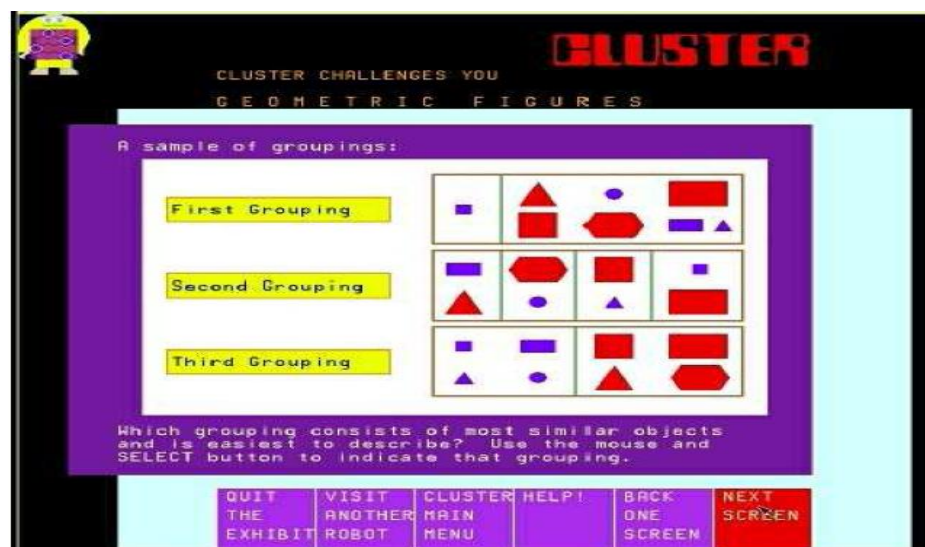 CLUSTER
CLUSTER CHALLENGES YOU
GEOMETRIC FIGURES
A sample of groupings:
First Grouping
Second Grouping
Third Grouping
Which grouping consists of most similar objects
and is easiest to describe? Use the mouse and
SELECT button to indicate that grouping.
QUIT
THE
EXHIBIT
VISIT
ANOTHER
ROBOT
CLUSTER
MAIN
MENU
HELP!
BACK
ONE
SCREEN
NEXT
SCREEN